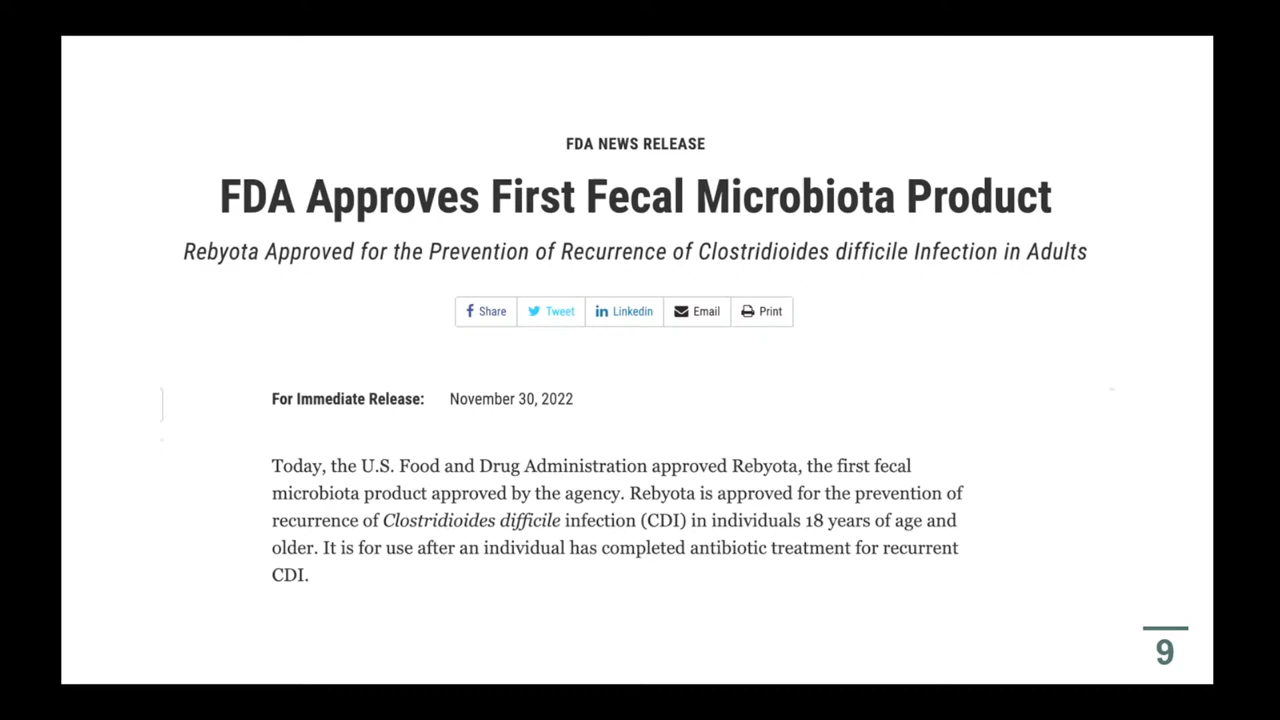 FDA NEWS RELEASE
FDA Approves First Fecal Microbiota Product
Rebyota Approved for the Prevention of Recurrence of Clostridioides difficile Infection in Adults
Share Tweet Linkedin Email Print
For Immediate Release: November 30, 2022
Today, the U.S. Food and Drug Administration approved Rebyota, the first fecal
microbiota product approved by the agency. Rebyota is approved for the prevention of
recurrence of Clostridioides difficile infection (CDI) in individuals 18 years of age and
older. It is for use after an individual has completed antibiotic treatment for recurrent
CDI.
9